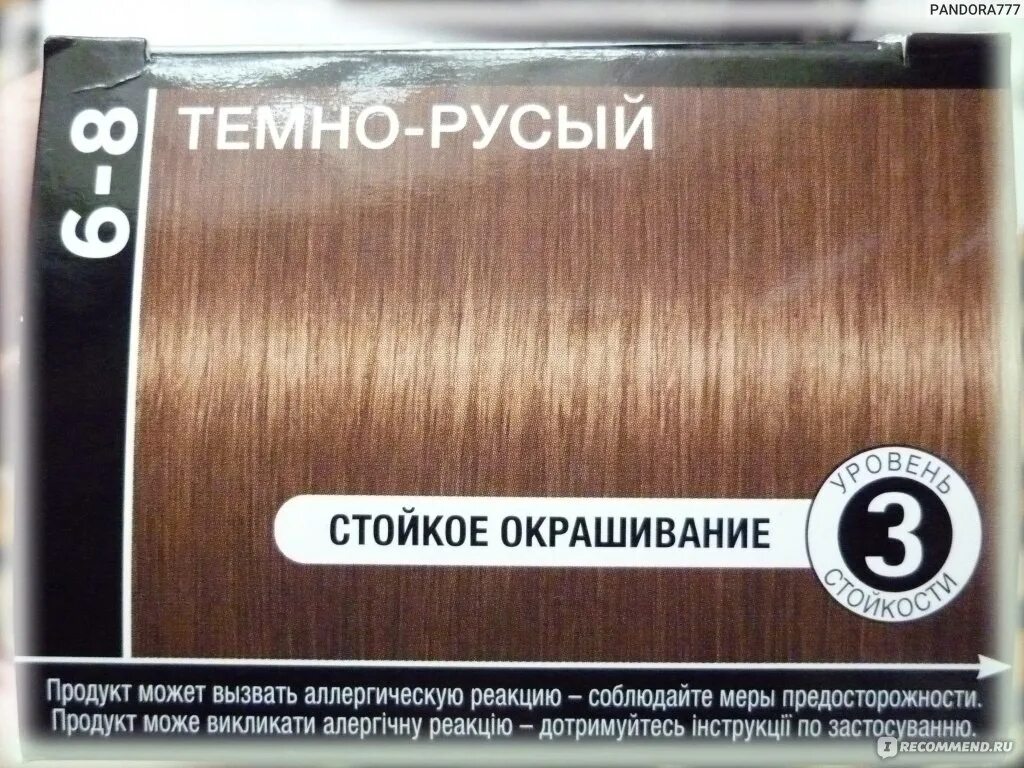 PANDORA777
6-8
ТЕМНО-РУСЫЙ
СТОЙКОЕ ОКРАШИВАНИЕ
УРОВЕНЬ
3
СТОЙКОСТИ
Продукт может вызвать аллергическую реакцию – соблюдайте меры предосторожности.
Продукт може викликати алергічну реакцію – дотримуйтесь інструкції по застосуванню.
IRECOMMEND.RU